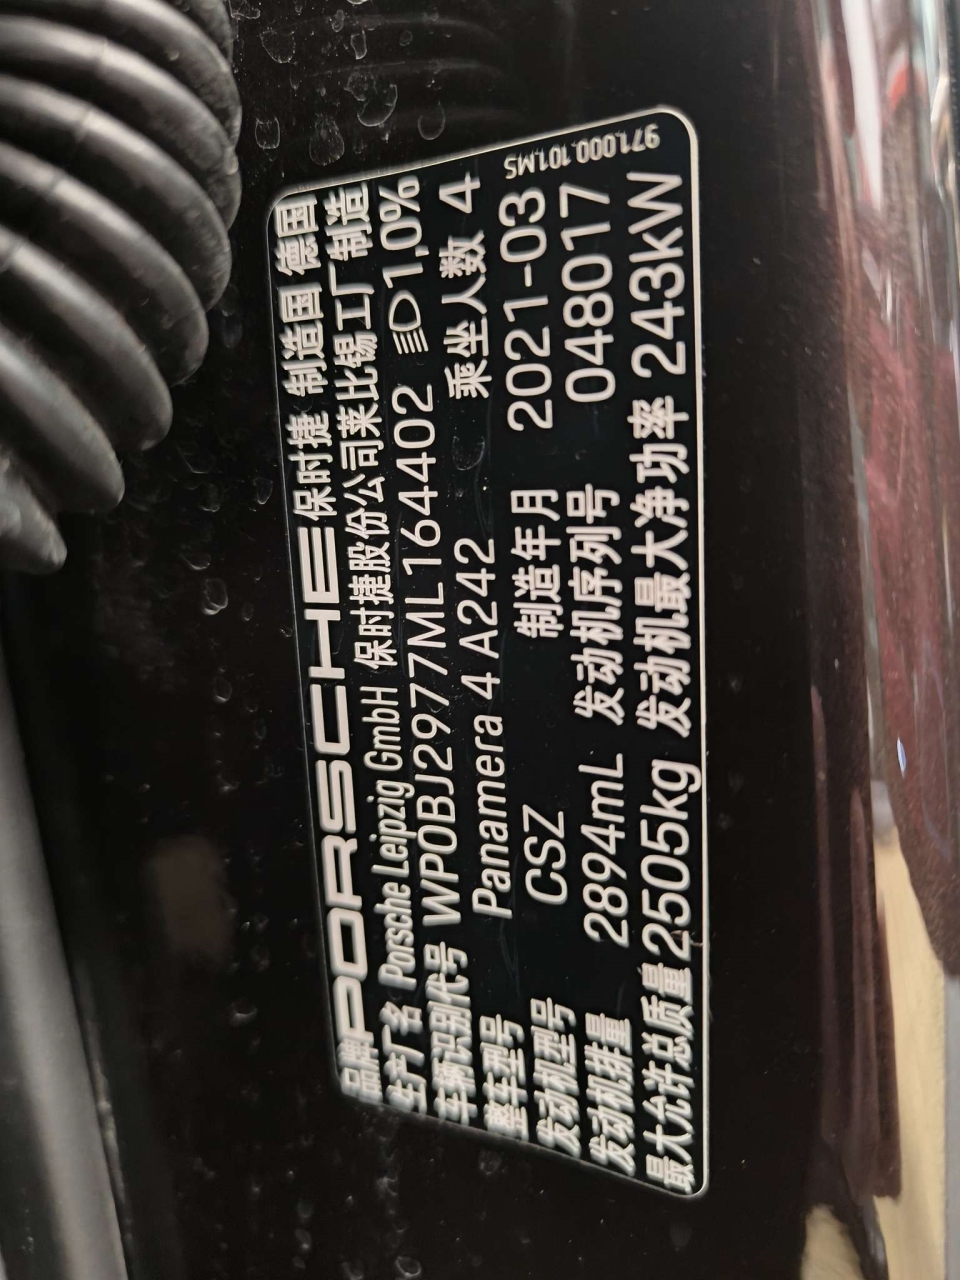 品牌 PORSCHE 保时捷 制造国 德国
生产厂名 Porsche Leipzig GmbH 保时捷股份公司莱比锡工厂制造
车辆识别代号 WP0BJ2977ML164402 1,0%
整车型号 Panamera 4 A242 乘坐人数 4
发动机型号 CSZ 制造年月 2021-03
发动机排量 2894mL 发动机序列号 048017
最大允许总质量 2505kg 发动机最大净功率 243kW
971.000.101.MS